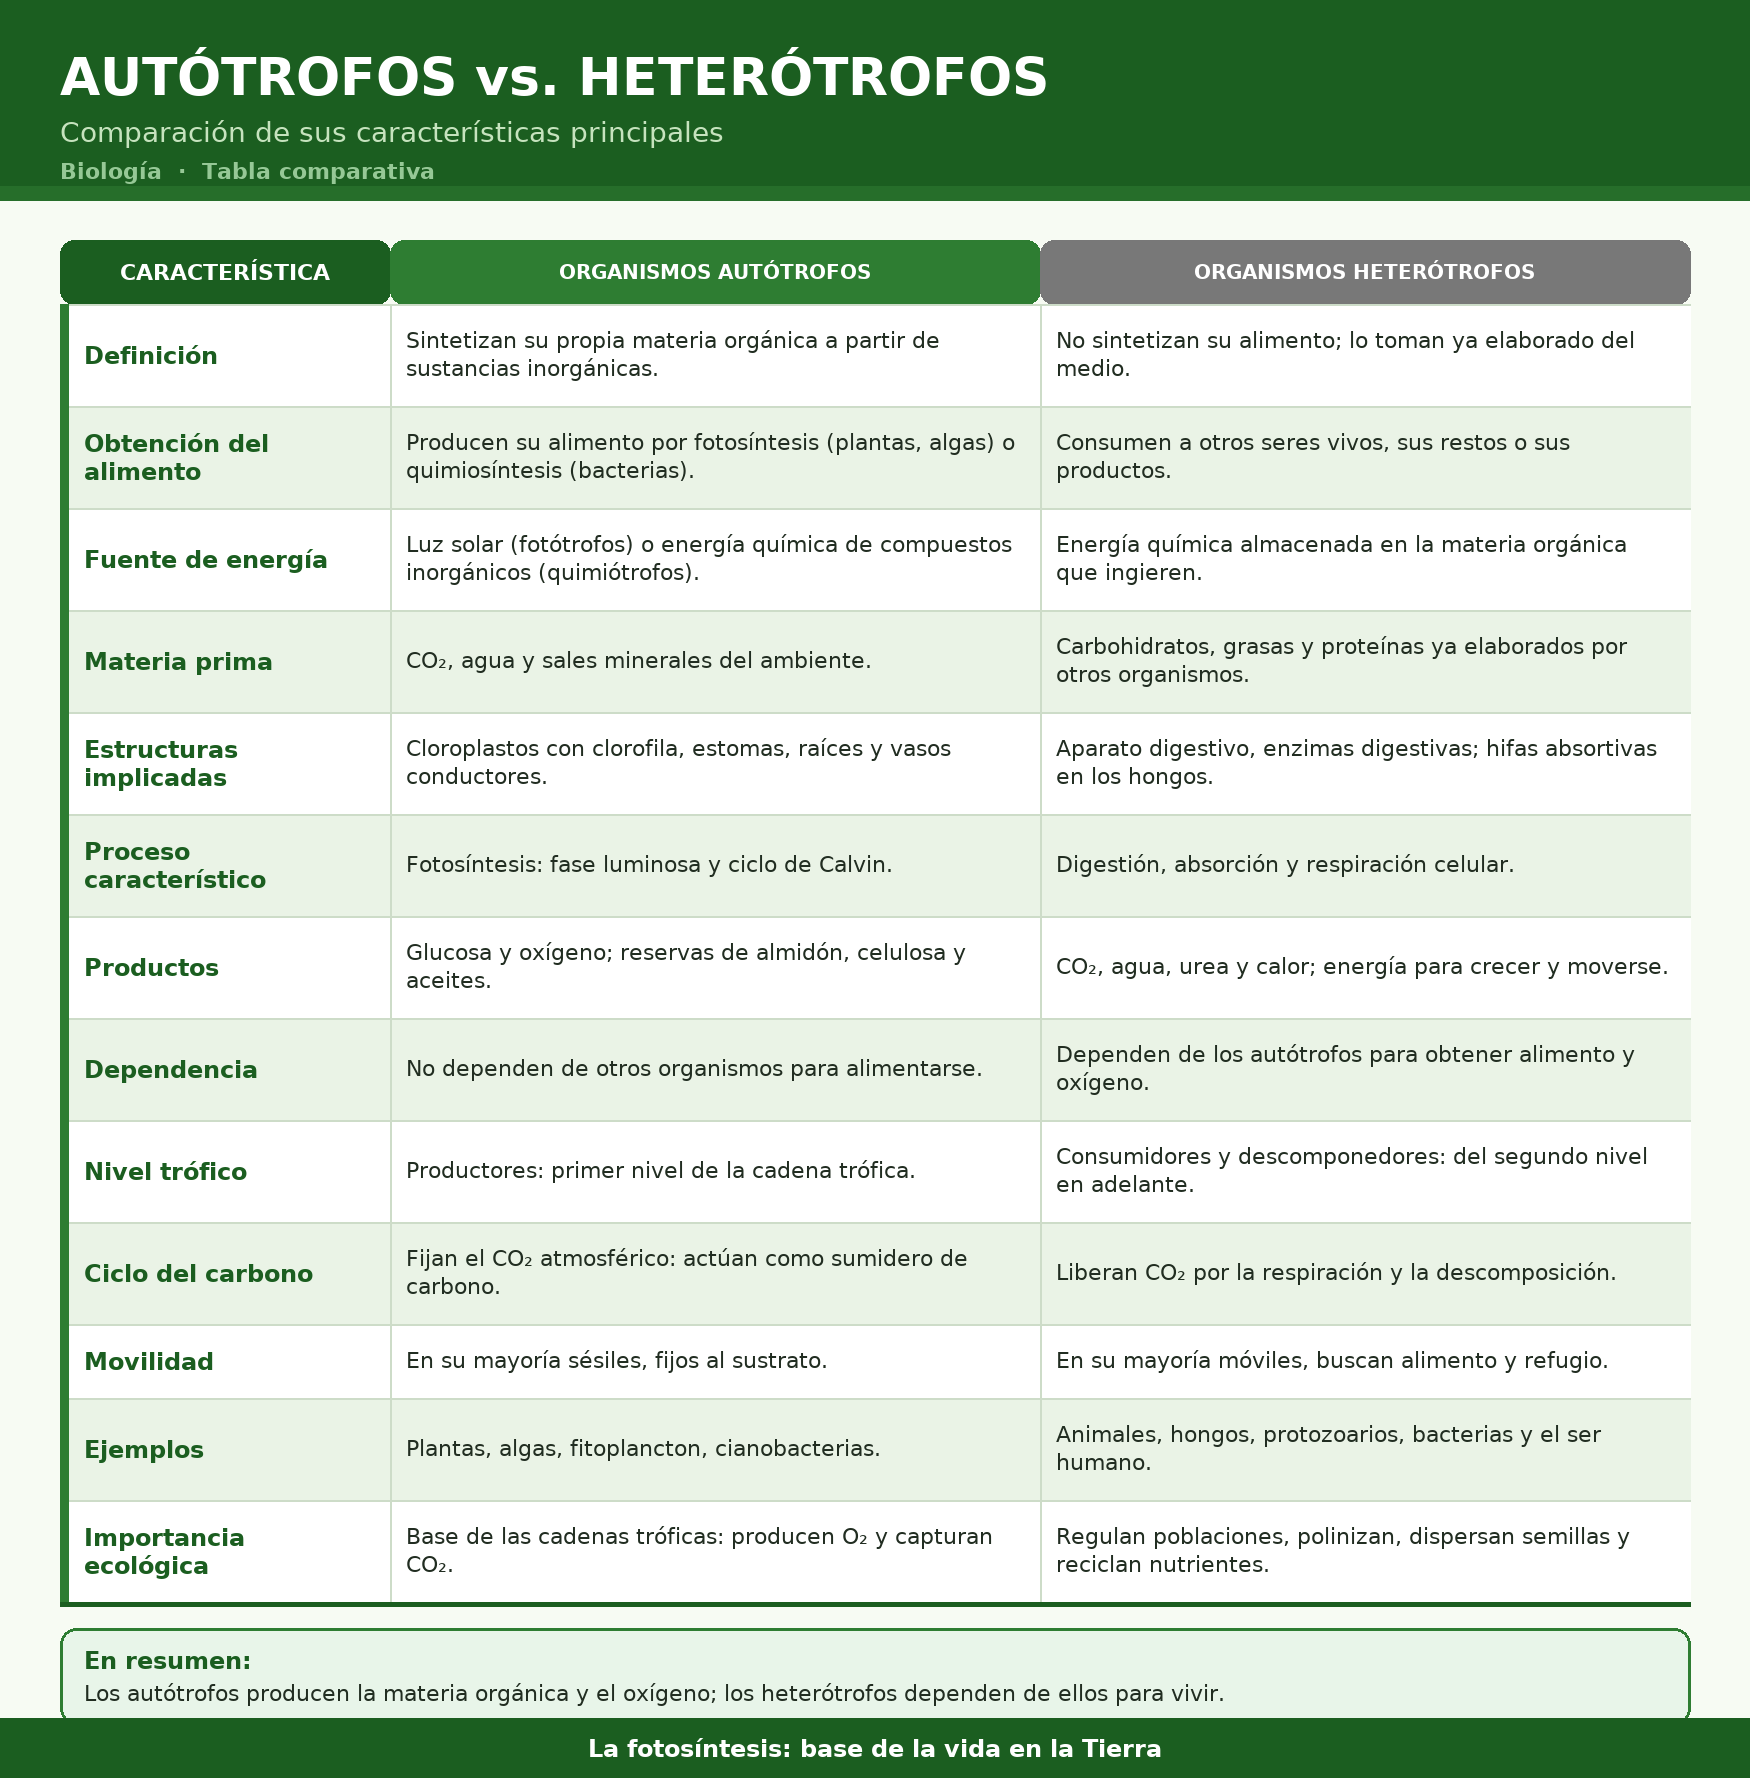 AUTÓTROFOS vs. HETERÓTROFOS
Comparación de sus características principales
Biología · Tabla comparativa
CARACTERÍSTICA
ORGANISMOS AUTÓTROFOS
ORGANISMOS HETERÓTROFOS
Definición
Sintetizan su propia materia orgánica a partir de
sustancias inorgánicas.
No sintetizan su alimento; lo toman ya elaborado del
medio.
Obtención del
alimento
Producen su alimento por fotosíntesis (plantas, algas) o
quimiosíntesis (bacterias).
Consumen a otros seres vivos, sus restos o sus
productos.
Fuente de energía
Luz solar (fotótrofos) o energía química de compuestos
inorgánicos (quimiótrofos).
Energía química almacenada en la materia orgánica
que ingieren.
Materia prima
CO₂, agua y sales minerales del ambiente.
Carbohidratos, grasas y proteínas ya elaborados por
otros organismos.
Estructuras
implicadas
Cloroplastos con clorofila, estomas, raíces y vasos
conductores.
Aparato digestivo, enzimas digestivas; hifas absortivas
en los hongos.
Proceso
característico
Fotosíntesis: fase luminosa y ciclo de Calvin.
Digestión, absorción y respiración celular.
Productos
Glucosa y oxígeno; reservas de almidón, celulosa y
aceites.
CO₂, agua, urea y calor; energía para crecer y moverse.
Dependencia
No dependen de otros organismos para alimentarse.
Dependen de los autótrofos para obtener alimento y
oxígeno.
Nivel trófico
Productores: primer nivel de la cadena trófica.
Consumidores y descomponedores: del segundo nivel
en adelante.
Ciclo del carbono
Fijan el CO₂ atmosférico: actúan como sumidero de
carbono.
Liberan CO₂ por la respiración y la descomposición.
Movilidad
En su mayoría sésiles, fijos al sustrato.
En su mayoría móviles, buscan alimento y refugio.
Ejemplos
Plantas, algas, fitoplancton, cianobacterias.
Animales, hongos, protozoarios, bacterias y el ser
humano.
Importancia
ecológica
Base de las cadenas tróficas: producen O₂ y capturan
CO₂.
Regulan poblaciones, polinizan, dispersan semillas y
reciclan nutrientes.
En resumen:
Los autótrofos producen la materia orgánica y el oxígeno; los heterótrofos dependen de ellos para vivir.
La fotosíntesis: base de la vida en la Tierra